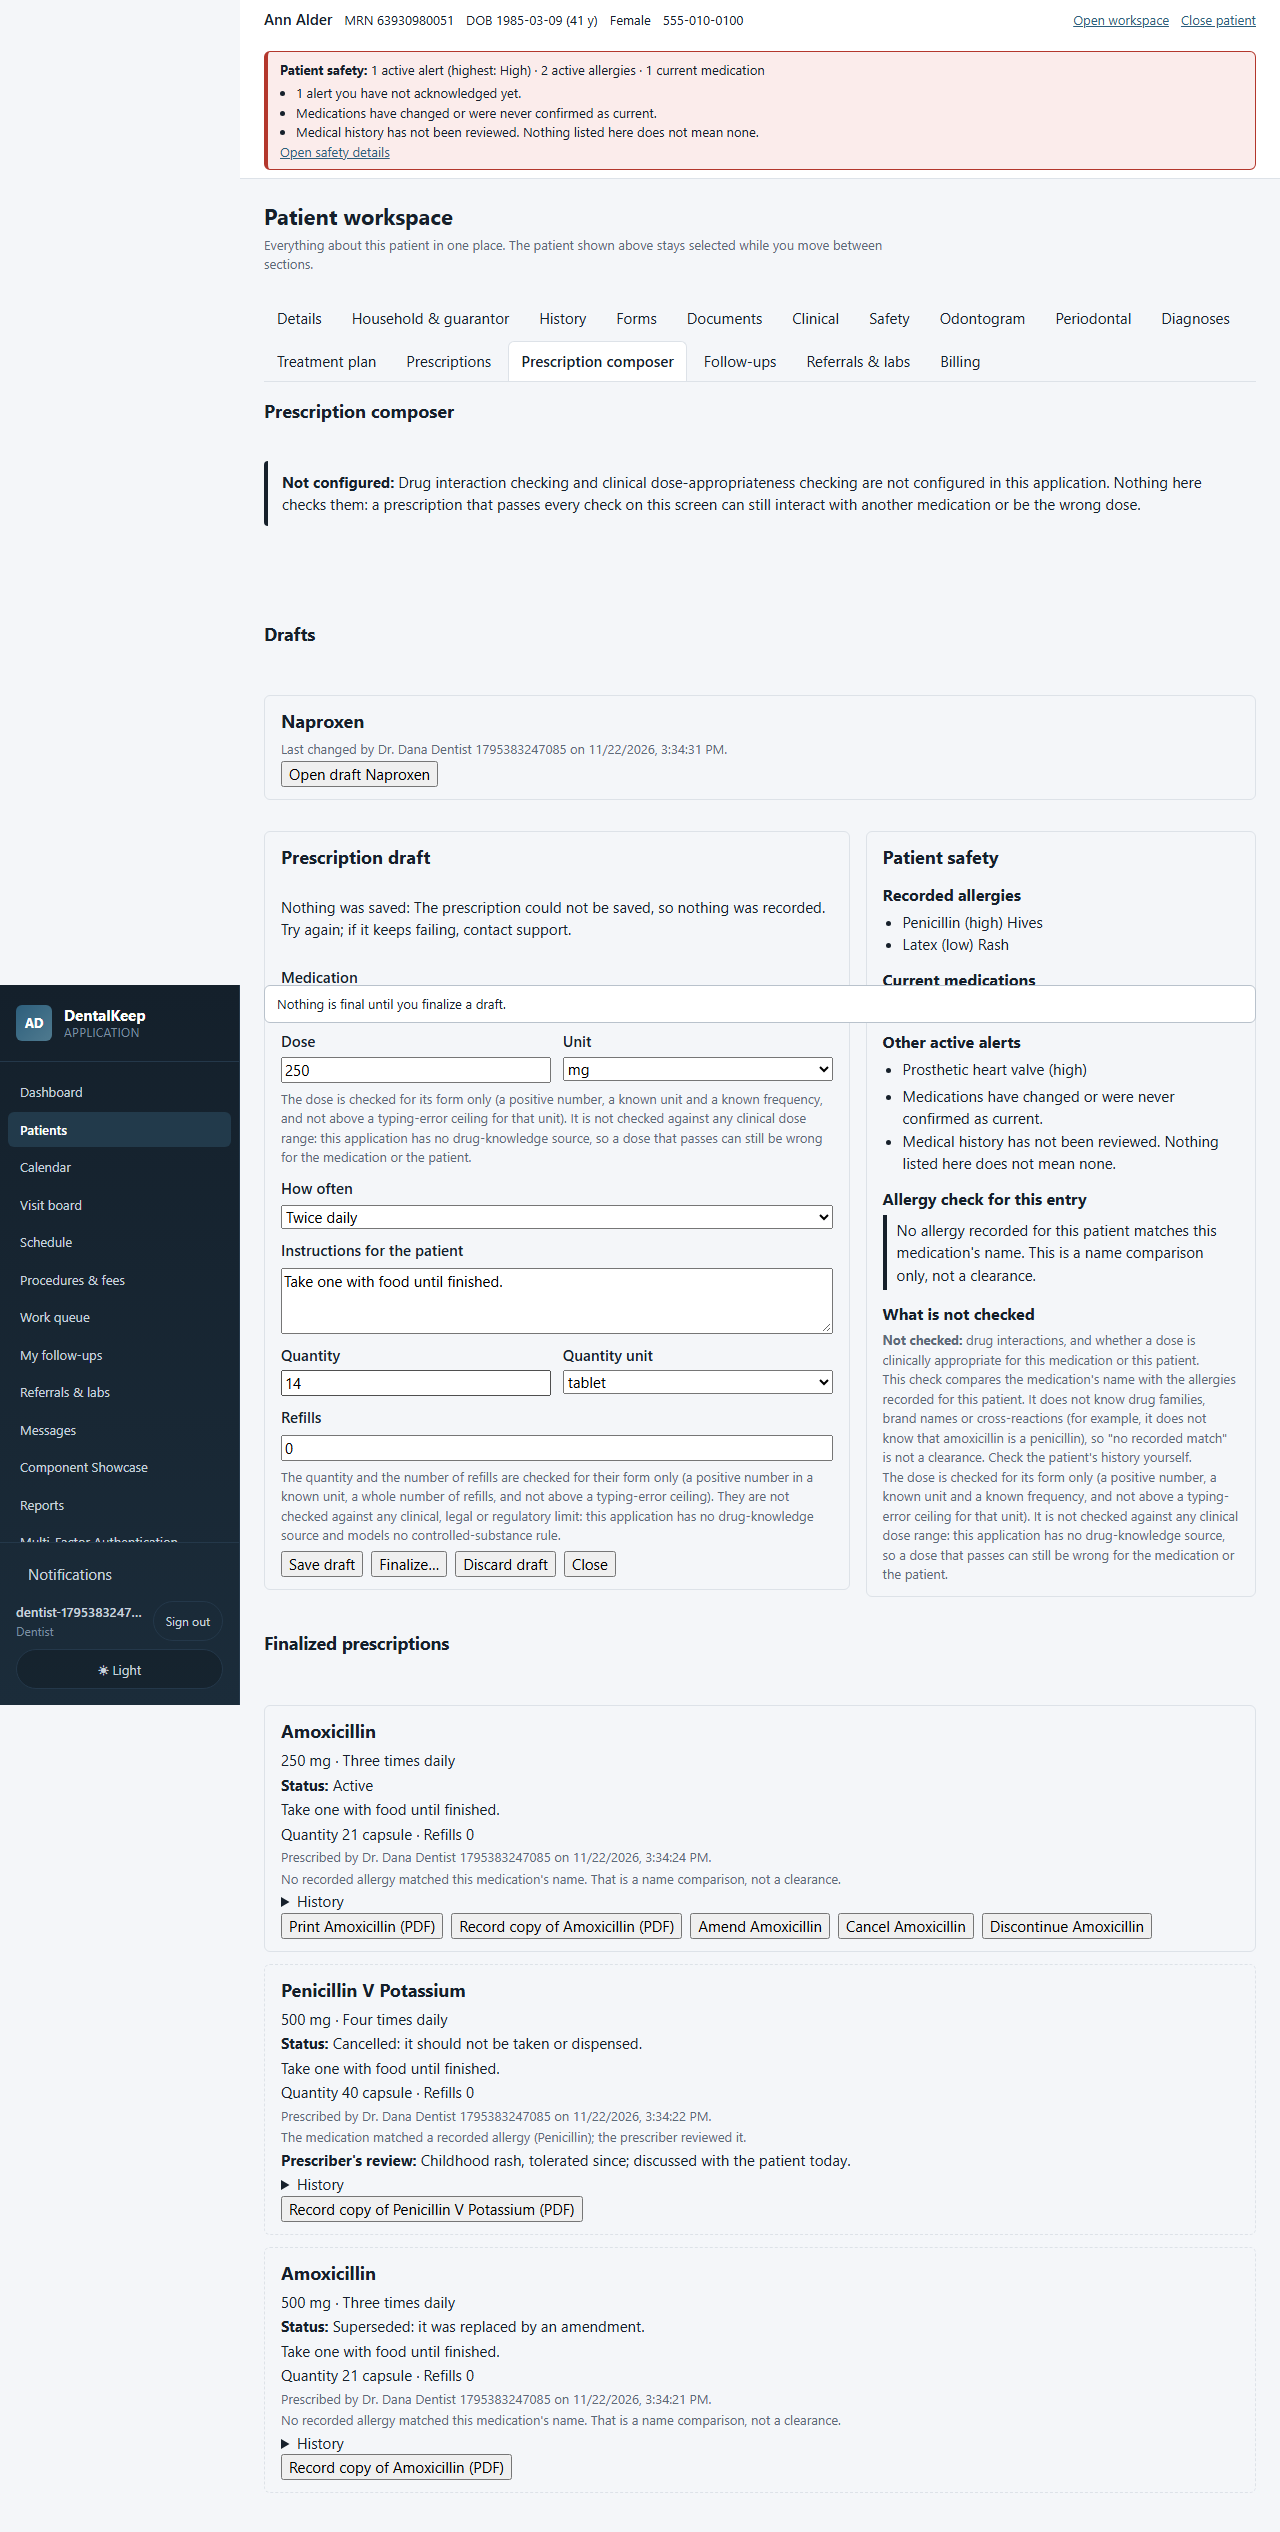 Ann Alder MRN 63930980051 DOB 1985-03-09 (41 y) Female 555-010-0100 Open workspace Close patient
Patient safety: 1 active alert (highest: High) · 2 active allergies · 1 current medication
1 alert you have not acknowledged yet.
Medications have changed or were never confirmed as current.
Medical history has not been reviewed. Nothing listed here does not mean none.
Open safety details
Patient workspace
Everything about this patient in one place. The patient shown above stays selected while you move between
sections.
Details Household & guarantor History Forms Documents Clinical Safety Odontogram Periodontal Diagnoses
Treatment plan Prescriptions Prescription composer Follow-ups Referrals & labs Billing
Prescription composer
Not configured: Drug interaction checking and clinical dose-appropriateness checking are not configured in this application. Nothing here
checks them: a prescription that passes every check on this screen can still interact with another medication or be the wrong dose.
Drafts
Naproxen
Last changed by Dr. Dana Dentist 1795383247085 on 11/22/2026, 3:34:31 PM.
Open draft Naproxen
Prescription draft
Nothing was saved: The prescription could not be saved, so nothing was recorded.
Try again; if it keeps failing, contact support.
Medication
Nothing is final until you finalize a draft.
Dose Unit
250 mg
The dose is checked for its form only (a positive number, a known unit and a known frequency,
and not above a typing-error ceiling for that unit). It is not checked against any clinical dose
range: this application has no drug-knowledge source, so a dose that passes can still be wrong
for the medication or the patient.
How often
Twice daily
Instructions for the patient
Take one with food until finished.
Quantity Quantity unit
14 tablet
Refills
0
The quantity and the number of refills are checked for their form only (a positive number in a
known unit, a whole number of refills, and not above a typing-error ceiling). They are not
checked against any clinical, legal or regulatory limit: this application has no drug-knowledge
source and models no controlled-substance rule.
Save draft Finalize... Discard draft Close
Patient safety
Recorded allergies
Penicillin (high) Hives
Latex (low) Rash
Current medications
Other active alerts
Prosthetic heart valve (high)
Medications have changed or were never
confirmed as current.
Medical history has not been reviewed. Nothing
listed here does not mean none.
Allergy check for this entry
No allergy recorded for this patient matches this
medication's name. This is a name comparison
only, not a clearance.
What is not checked
Not checked: drug interactions, and whether a dose is
clinically appropriate for this medication or this patient.
This check compares the medication's name with the allergies
recorded for this patient. It does not know drug families,
brand names or cross-reactions (for example, it does not
know that amoxicillin is a penicillin), so "no recorded match"
is not a clearance. Check the patient's history yourself.
The dose is checked for its form only (a positive number, a
known unit and a known frequency, and not above a typing-
error ceiling for that unit). It is not checked against any clinical
dose range: this application has no drug-knowledge source,
so a dose that passes can still be wrong for the medication or
the patient.
AD DentalKeep
APPLICATION
Dashboard
Patients
Calendar
Visit board
Schedule
Procedures & fees
Work queue
My follow-ups
Referrals & labs
Messages
Component Showcase
Reports
Multi-Factor Authentication
Notifications
dentist-1795383247...
Dentist
Sign out
☀ Light
Finalized prescriptions
Amoxicillin
250 mg · Three times daily
Status: Active
Take one with food until finished.
Quantity 21 capsule · Refills 0
Prescribed by Dr. Dana Dentist 1795383247085 on 11/22/2026, 3:34:24 PM.
No recorded allergy matched this medication's name. That is a name comparison, not a clearance.
History
Print Amoxicillin (PDF) Record copy of Amoxicillin (PDF) Amend Amoxicillin Cancel Amoxicillin Discontinue Amoxicillin
Penicillin V Potassium
500 mg · Four times daily
Status: Cancelled: it should not be taken or dispensed.
Take one with food until finished.
Quantity 40 capsule · Refills 0
Prescribed by Dr. Dana Dentist 1795383247085 on 11/22/2026, 3:34:22 PM.
The medication matched a recorded allergy (Penicillin); the prescriber reviewed it.
Prescriber's review: Childhood rash, tolerated since; discussed with the patient today.
History
Record copy of Penicillin V Potassium (PDF)
Amoxicillin
500 mg · Three times daily
Status: Superseded: it was replaced by an amendment.
Take one with food until finished.
Quantity 21 capsule · Refills 0
Prescribed by Dr. Dana Dentist 1795383247085 on 11/22/2026, 3:34:21 PM.
No recorded allergy matched this medication's name. That is a name comparison, not a clearance.
History
Record copy of Amoxicillin (PDF)